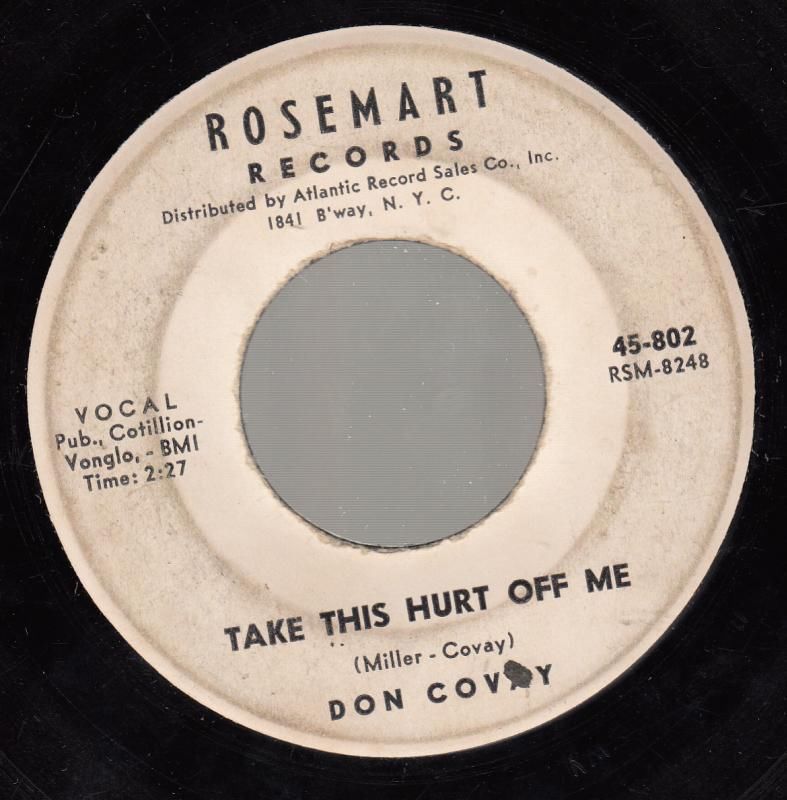 ROSEMART
RECORDS
Distributed by Atlantic Record Sales Co., Inc.
1841 B'way, N. Y. C.
45-802
RSM-8248
VOCAL
Pub., Cotillion-
Vonglo, - BMI
Time: 2:27
TAKE THIS HURT OFF ME
(Miller - Covay)
DON COVAY